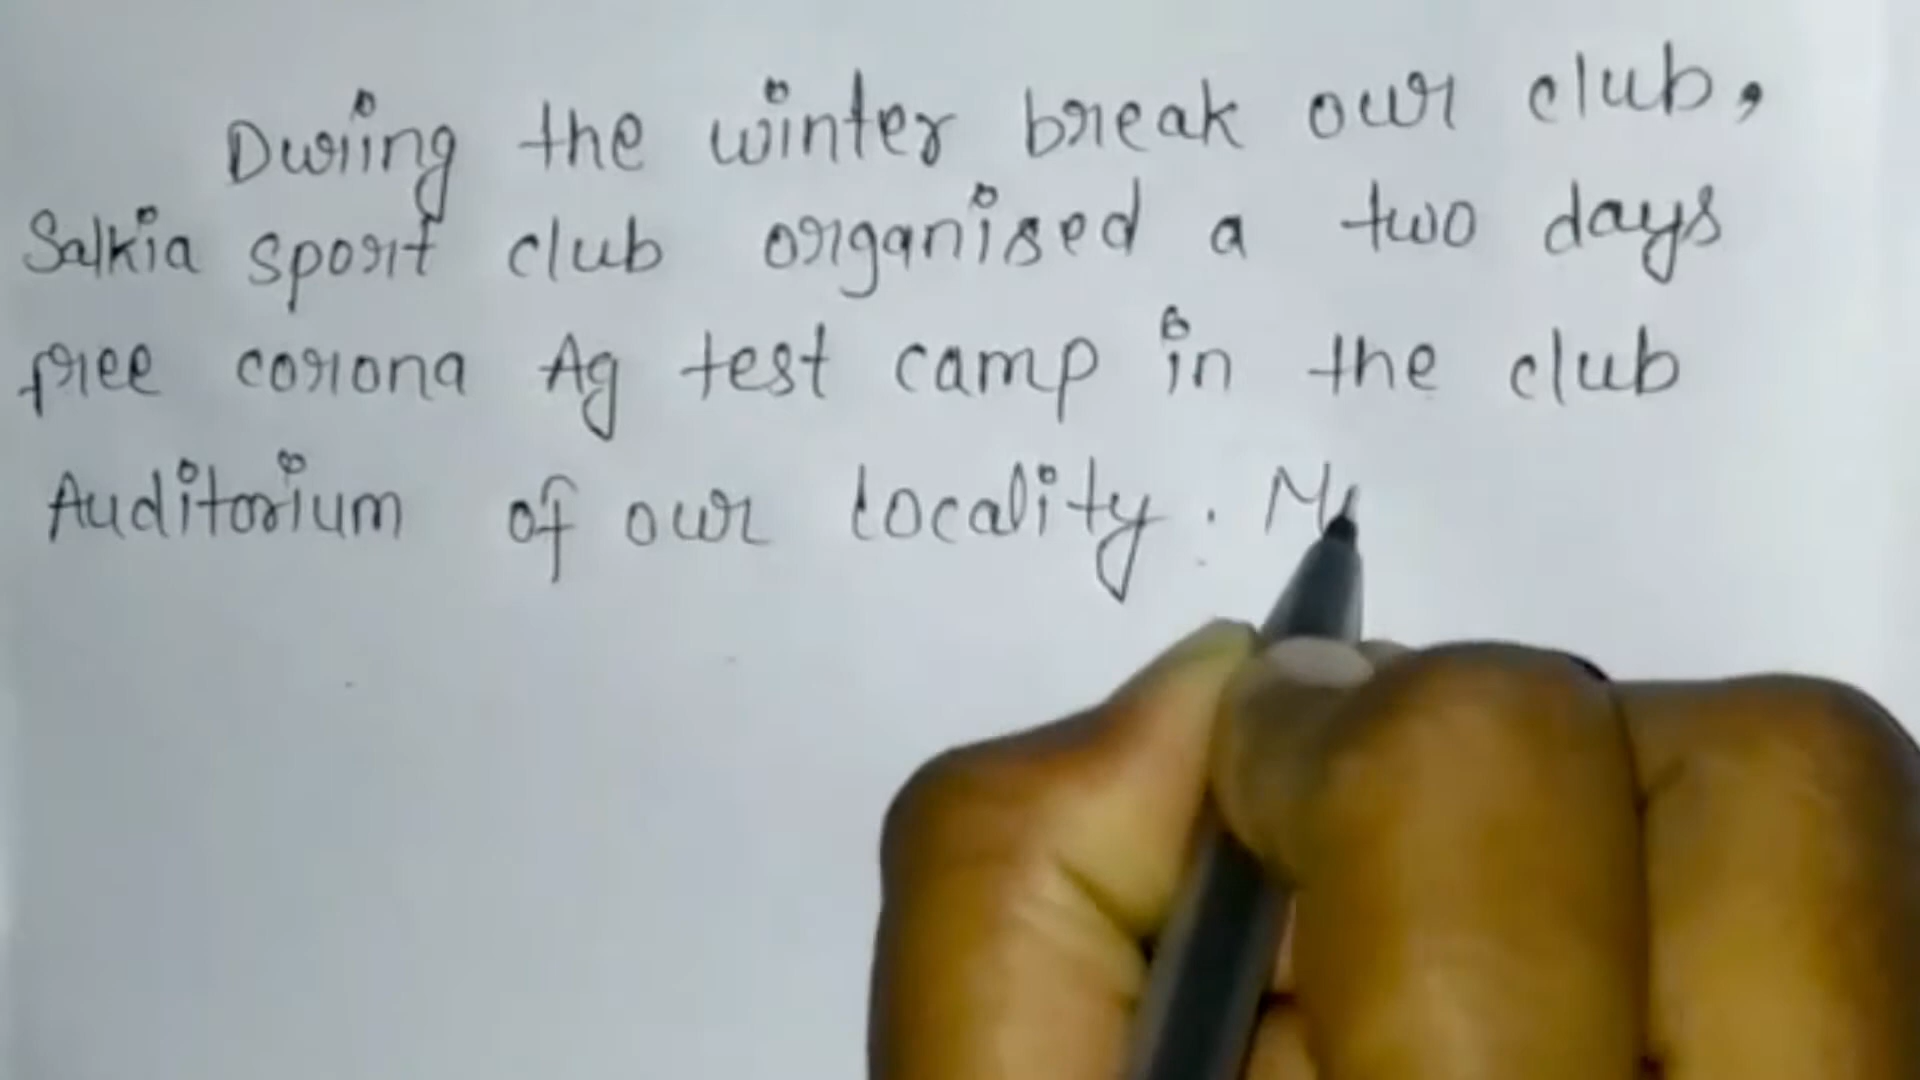 During the winter break our club,
Salkia sport club organised a two days
free corona Ag test camp in the club
Auditorium of our locality.